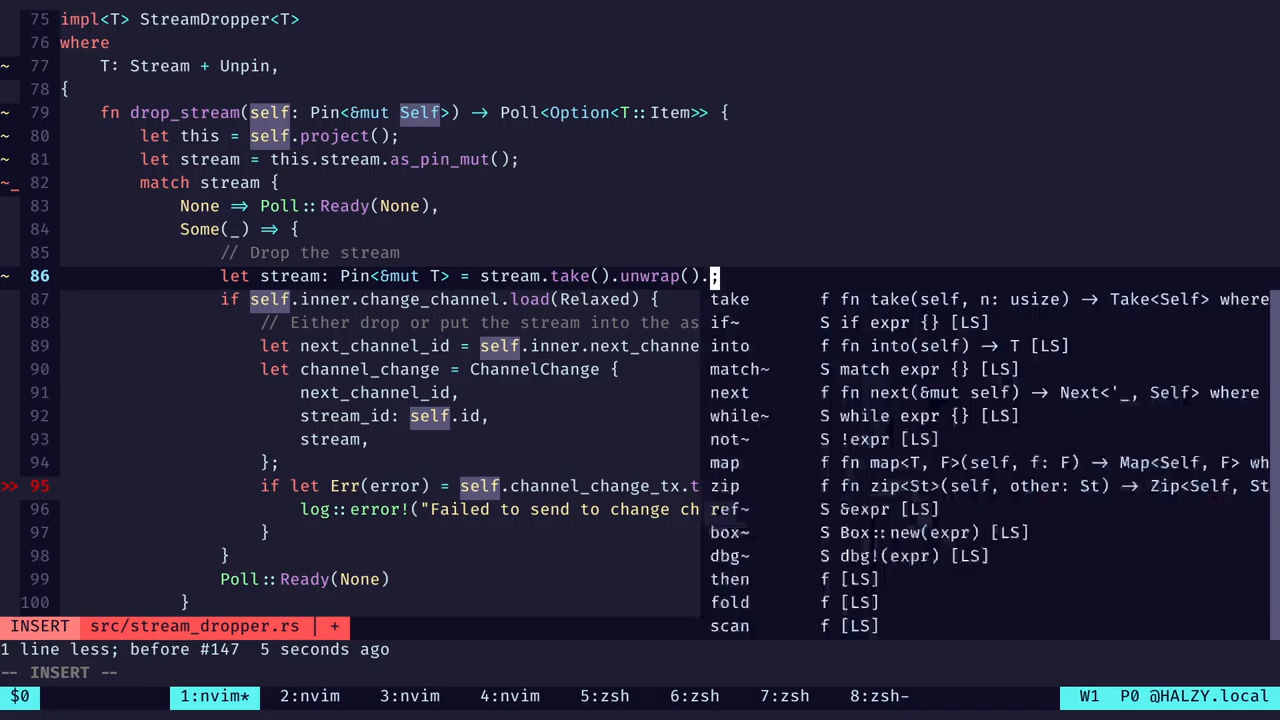 75 impl<T> StreamDropper<T>
76 where
~ 77     T: Stream + Unpin,
78 {
~ 79     fn drop_stream(self: Pin<&mut Self>) -> Poll<Option<T::Item>> {
~ 80         let this = self.project();
~ 81         let stream = this.stream.as_pin_mut();
~_ 82         match stream {
83             None => Poll::Ready(None),
84             Some(_) => {
85                 // Drop the stream
~ 86                 let stream: Pin<&mut T> = stream.take().unwrap().;
87                 if self.inner.change_channel.load(Relaxed) { take f fn take(self, n: usize) -> Take<Self> where
88                     // Either drop or put the stream into the as if~ S if expr {} [LS]
89                     let next_channel_id = self.inner.next_channe into f fn into(self) -> T [LS]
90                     let channel_change = ChannelChange { match~ S match expr {} [LS]
91                         next_channel_id, next f fn next(&mut self) -> Next<'_, Self> where
92                         stream_id: self.id, while~ S while expr {} [LS]
93                         stream, not~ S !expr [LS]
94                     }; map f fn map<T, F>(self, f: F) -> Map<Self, F> wh
>> 95                     if let Err(error) = self.channel_change_tx.t zip f fn zip<St>(self, other: St) -> Zip<Self, St
96                         log::error!("Failed to send to change ch ref~ S &expr [LS]
97                     } box~ S Box::new(expr) [LS]
98                 } dbg~ S dbg!(expr) [LS]
99                 Poll::Ready(None) then f [LS]
100             } fold f [LS]
INSERT src/stream_dropper.rs | + scan f [LS]
1 line less; before #147 5 seconds ago
-- INSERT --
$0 1:nvim* 2:nvim 3:nvim 4:nvim 5:zsh 6:zsh 7:zsh 8:zsh- W1 P0 @HALZY.local